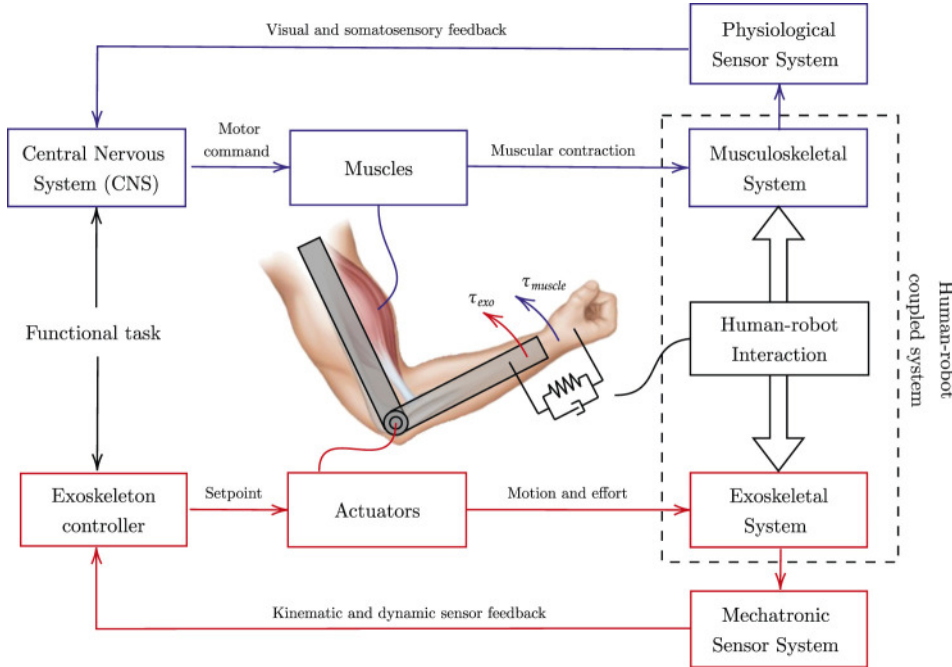 Visual and somatosensory feedback
Physiological
Sensor System
Central Nervous
System (CNS)
Motor
command
Muscles
Muscular contraction
Musculoskeletal
System
τexo
τmuscle
Functional task
Human-robot
Interaction
Human-robot
coupled system
Exoskeleton
controller
Setpoint
Actuators
Motion and effort
Exoskeletal
System
Kinematic and dynamic sensor feedback
Mechatronic
Sensor System